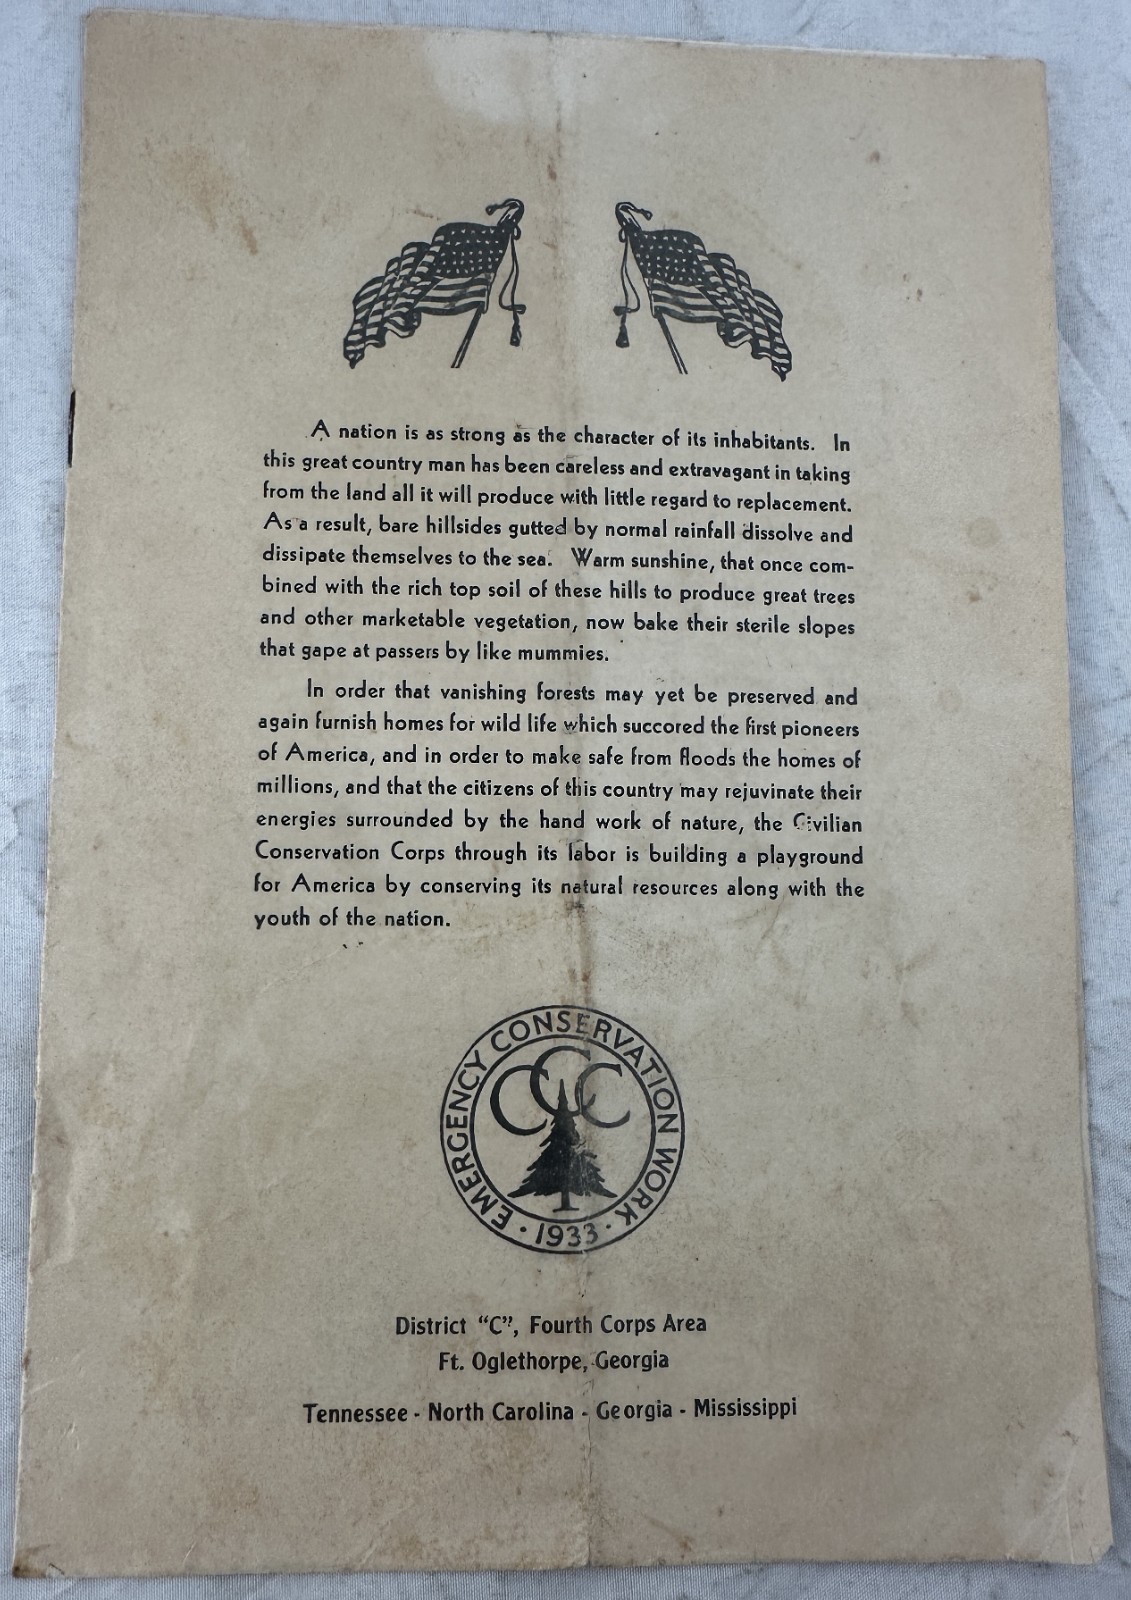 A nation is as strong as the character of its inhabitants. In
this great country man has been careless and extravagant in taking
from the land all it will produce with little regard to replacement.
As a result, bare hillsides gutted by normal rainfall dissolve and
dissipate themselves to the sea. Warm sunshine, that once com-
bined with the rich top soil of these hills to produce great trees
and other marketable vegetation, now bake their sterile slopes
that gape at passers by like mummies.
In order that vanishing forests may yet be preserved and
again furnish homes for wild life which succored the first pioneers
of America, and in order to make safe from floods the homes of
millions, and that the citizens of this country may rejuvinate their
energies surrounded by the hand work of nature, the Civilian
Conservation Corps through its labor is building a playground
for America by conserving its natural resources along with the
youth of the nation.
EMERGENCY CONSERVATION WORK
CCC
· 1933 ·
District "C", Fourth Corps Area
Ft. Oglethorpe, Georgia
Tennessee - North Carolina - Georgia - Mississippi